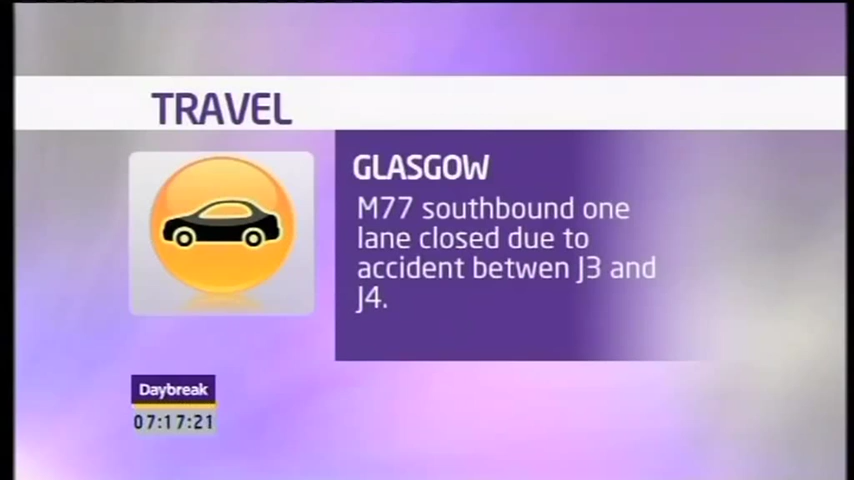 TRAVEL
GLASGOW
M77 southbound one
lane closed due to
accident betwen J3 and
J4.
Daybreak
07:17:21